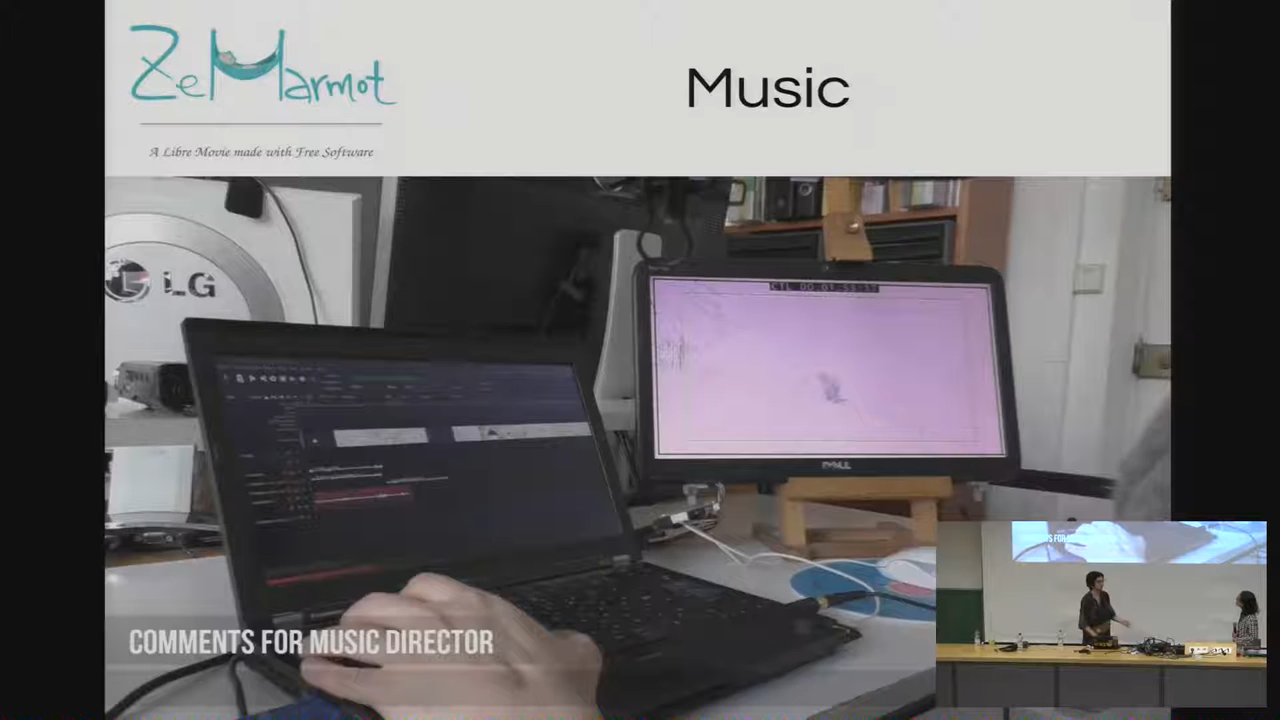 ZeMarmot
Music
A Libre Movie made with Free Software
LG
DELL
COMMENTS FOR MUSIC DIRECTOR